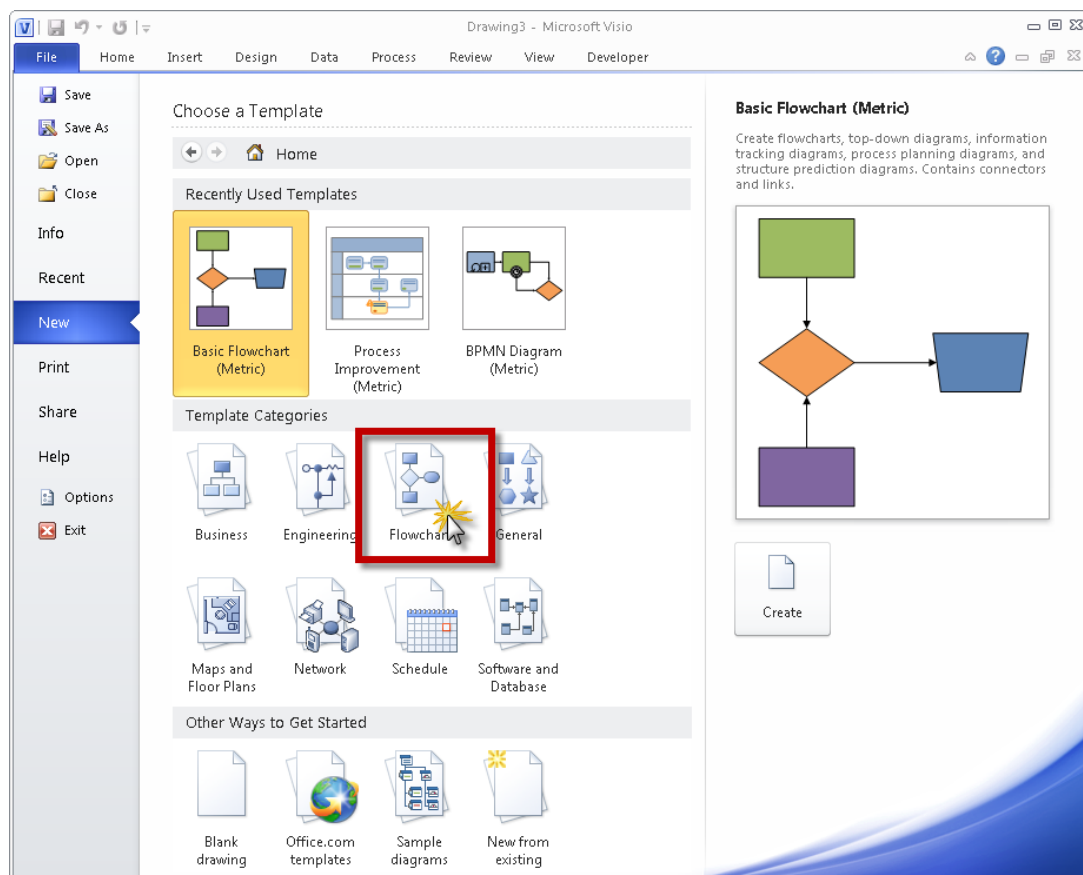 Drawing3 - Microsoft Visio
File Home Insert Design Data Process Review View Developer
Save
Save As
Open
Close
Info
Recent
New
Print
Share
Help
Options
Exit
Choose a Template
Home
Recently Used Templates
Basic Flowchart
(Metric)
Process
Improvement
(Metric)
BPMN Diagram
(Metric)
Template Categories
Business
Engineering
Flowchart
General
Maps and
Floor Plans
Network
Schedule
Software and
Database
Other Ways to Get Started
Blank
drawing
Office.com
templates
Sample
diagrams
New from
existing
Basic Flowchart (Metric)
Create flowcharts, top-down diagrams, information
tracking diagrams, process planning diagrams, and
structure prediction diagrams. Contains connectors
and links.
Create